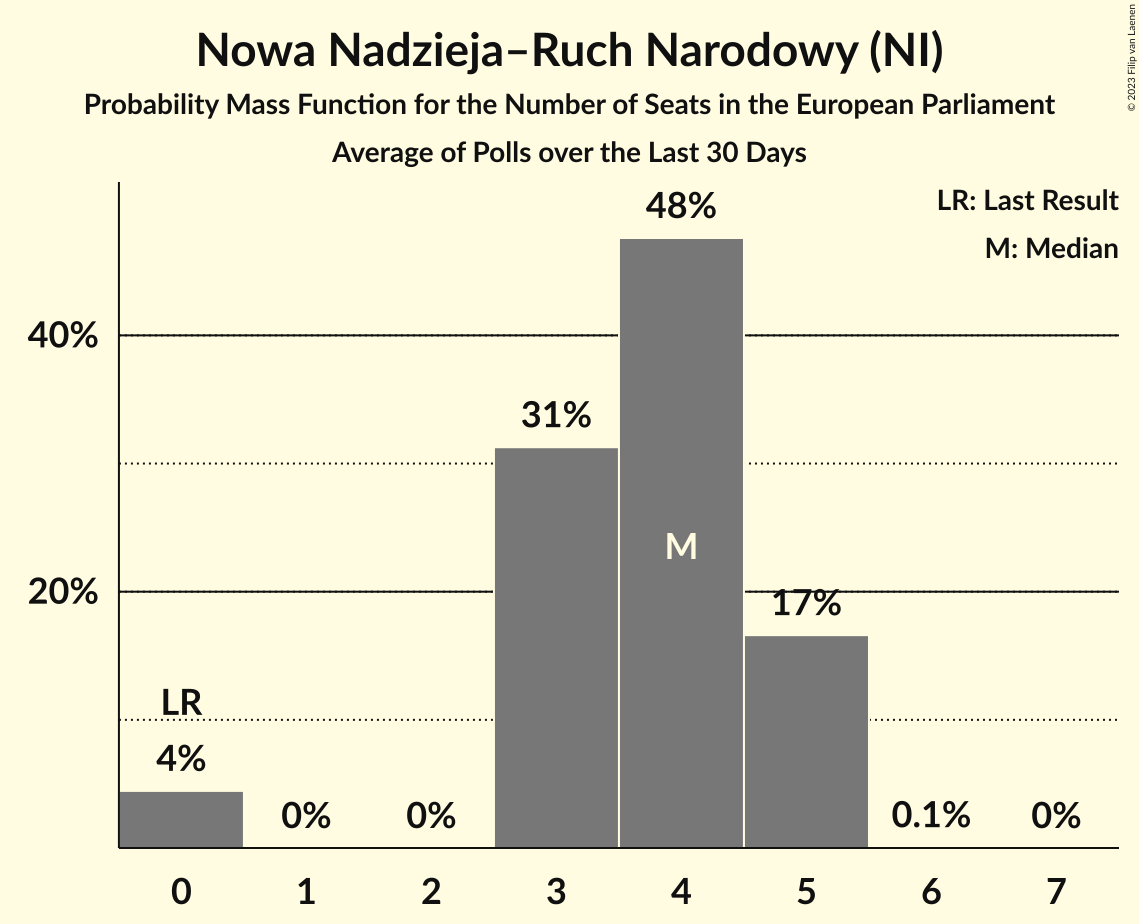 Nowa Nadzieja–Ruch Narodowy (NI)
Probability Mass Function for the Number of Seats in the European Parliament
Average of Polls over the Last 30 Days
© 2023 Filip van Laenen
LR: Last Result
M: Median
48%
40%
31%
M
20%
17%
LR
4%
0%
0%
0.1%
0%
0 1 2 3 4 5 6 7